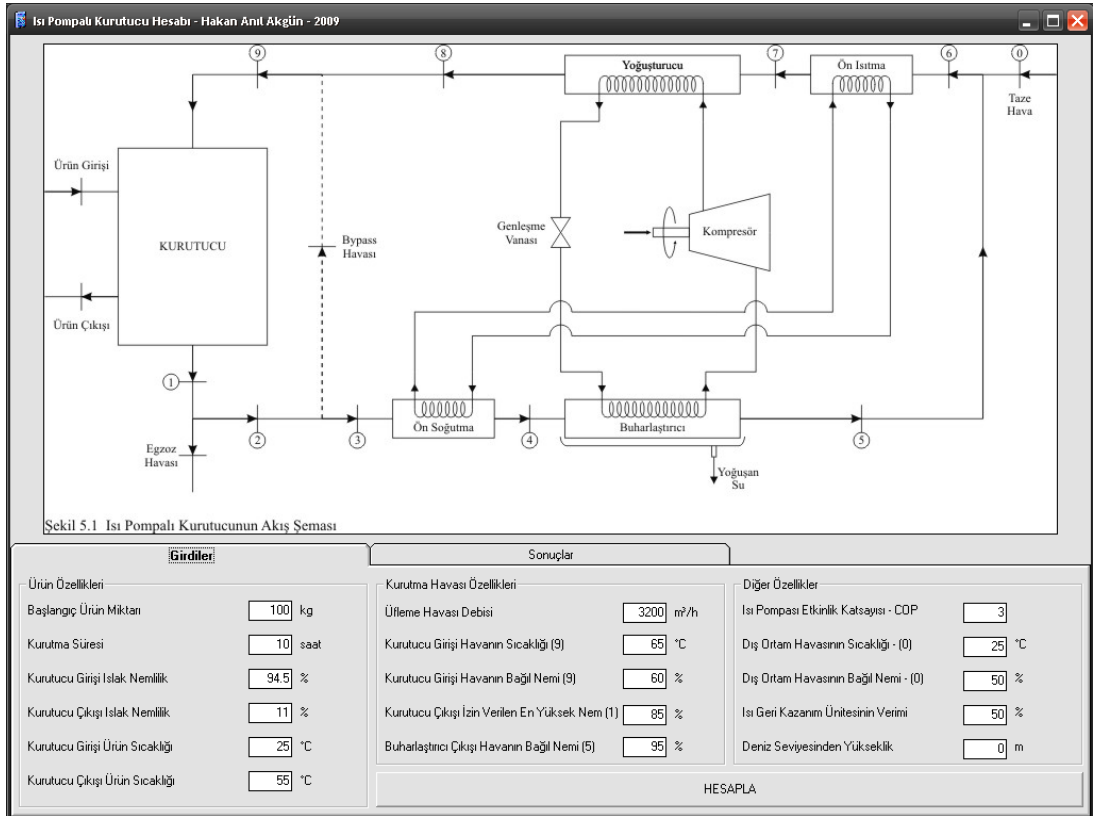 Isı Pompalı Kurutucu Hesabı - Hakan Anıl Akgün - 2009
9
8
Yoğuşturucu
7
Ön Isıtma
6
0
Taze
Hava
Ürün Girişi
KURUTUCU
Bypass
Havası
Genleşme
Vanası
Kompresör
Ürün Çıkışı
1
2
3
Ön Soğutma
4
Buharlaştırıcı
5
Egzoz
Havası
Yoğuşan
Su
Şekil 5.1 Isı Pompalı Kurutucunun Akış Şeması
Girdiler
Sonuçlar
Ürün Özellikleri
Başlangıç Ürün Miktarı 100 kg
Kurutma Süresi 10 saat
Kurutucu Girişi Islak Nemlilik 94.5 %
Kurutucu Çıkışı Islak Nemlilik 11 %
Kurutucu Girişi Ürün Sıcaklığı 25 °C
Kurutucu Çıkışı Ürün Sıcaklığı 55 °C
Kurutma Havası Özellikleri
Üfleme Havası Debisi 3200 m³/h
Kurutucu Girişi Havanın Sıcaklığı (9) 65 °C
Kurutucu Girişi Havanın Bağıl Nemi (9) 60 %
Kurutucu Çıkışı İzin Verilen En Yüksek Nem (1) 85 %
Buharlaştırıcı Çıkışı Havanın Bağıl Nemi (5) 95 %
Diğer Özellikler
Isı Pompası Etkinlik Katsayısı - COP 3
Dış Ortam Havasının Sıcaklığı - (0) 25 °C
Dış Ortam Havasının Bağıl Nemi - (0) 50 %
Isı Geri Kazanım Ünitesinin Verimi 50 %
Deniz Seviyesinden Yükseklik 0 m
HESAPLA